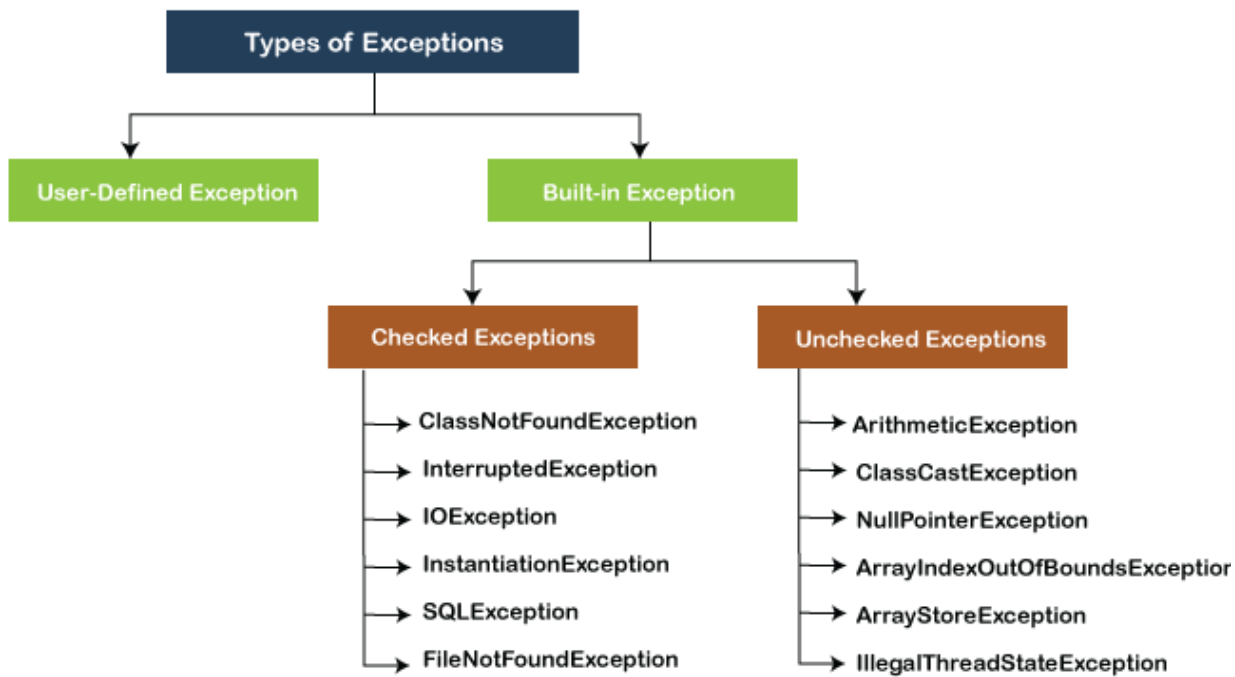 Types of Exceptions
User-Defined Exception
Built-in Exception
Checked Exceptions
Unchecked Exceptions
ClassNotFoundException
InterruptedException
IOException
InstantiationException
SQLException
FileNotFoundException
ArithmeticException
ClassCastException
NullPointerException
ArrayIndexOutOfBoundsException
ArrayStoreException
IllegalThreadStateException